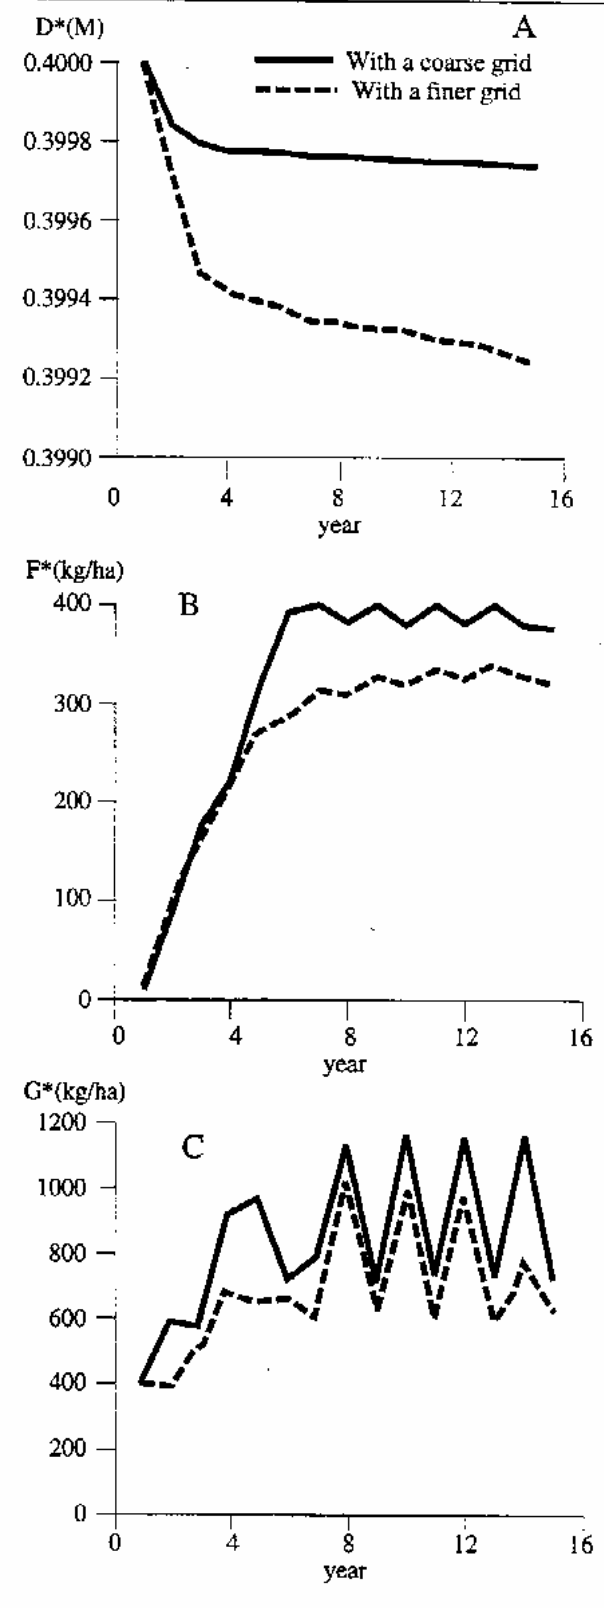 D*(M)
A
With a coarse grid
With a finer grid
0.4000
0.3998
0.3996
0.3994
0.3992
0.3990
0 4 8 12 16
year
F*(kg/ha)
B
400
300
200
100
0
0 4 8 12 16
year
G*(kg/ha)
C
1200
1000
800
600
400
200
0
0 4 8 12 16
year